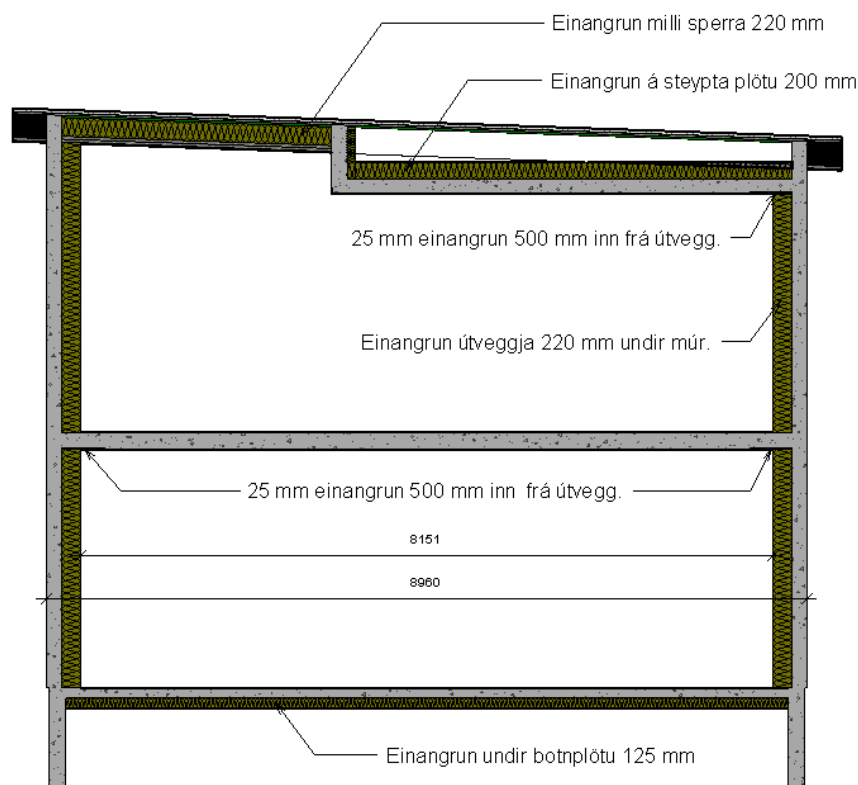 Einangrun milli sperra 220 mm
Einangrun á steypta plötu 200 mm
25 mm einangrun 500 mm inn frá útvegg.
Einangrun útveggja 220 mm undir múr.
25 mm einangrun 500 mm inn frá útvegg.
8151
8960
Einangrun undir botnplötu 125 mm